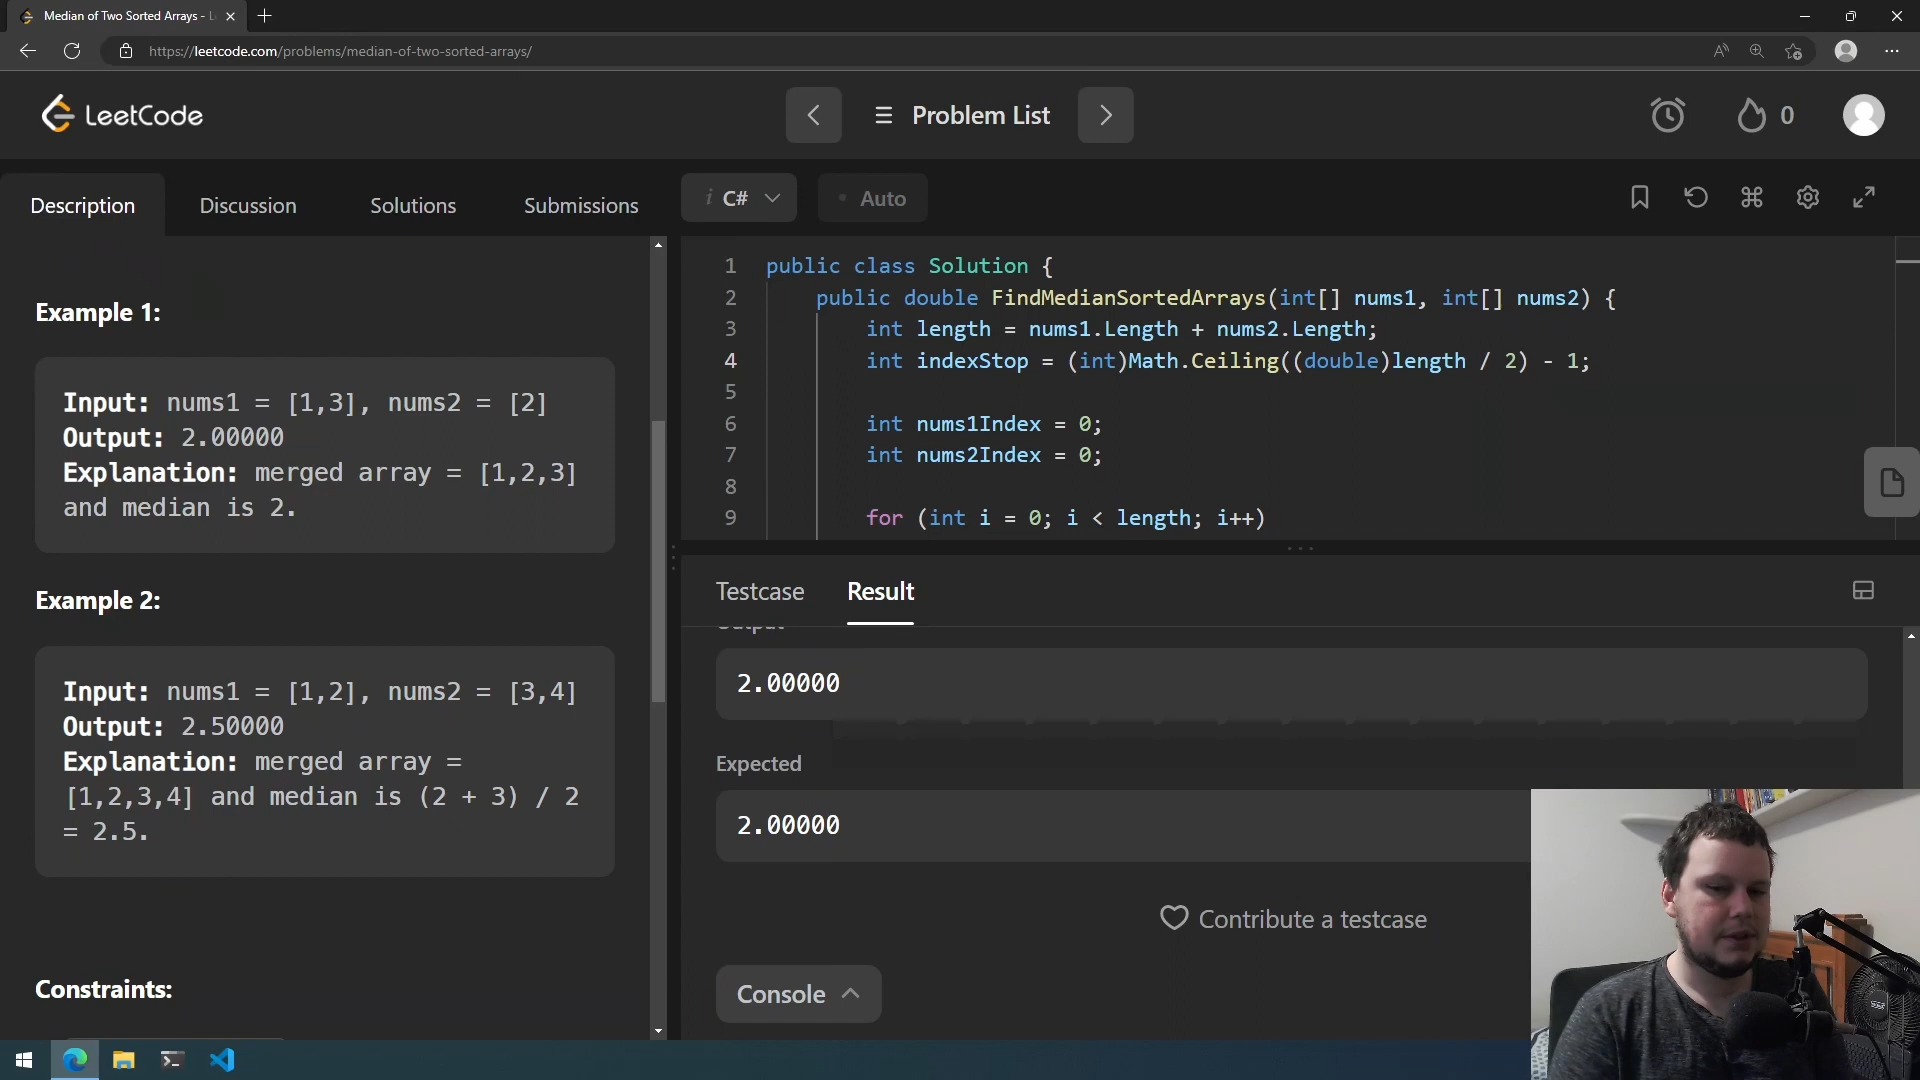 Median of Two Sorted Arrays - L
https://leetcode.com/problems/median-of-two-sorted-arrays/
LeetCode
Problem List
0
Description
Discussion
Solutions
Submissions
i C#
Auto
Example 1:
Input: nums1 = [1,3], nums2 = [2]
Output: 2.00000
Explanation: merged array = [1,2,3]
and median is 2.
Example 2:
Input: nums1 = [1,2], nums2 = [3,4]
Output: 2.50000
Explanation: merged array =
[1,2,3,4] and median is (2 + 3) / 2
= 2.5.
Constraints:
1 public class Solution {
2 public double FindMedianSortedArrays(int[] nums1, int[] nums2) {
3 int length = nums1.Length + nums2.Length;
4 int indexStop = (int)Math.Ceiling((double)length / 2) - 1;
5
6 int nums1Index = 0;
7 int nums2Index = 0;
8
9 for (int i = 0; i < length; i++)
Testcase
Result
Output
2.00000
Expected
2.00000
Contribute a testcase
Console